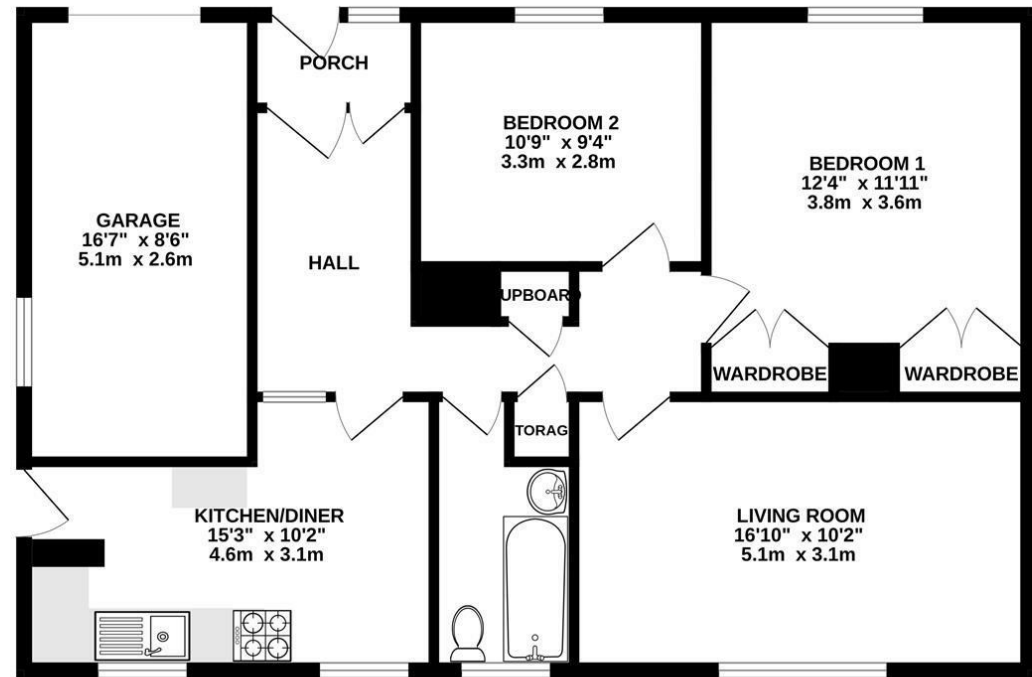 PORCH
BEDROOM 2
10'9" x 9'4"
3.3m x 2.8m
BEDROOM 1
12'4" x 11'11"
3.8m x 3.6m
GARAGE
16'7" x 8'6"
5.1m x 2.6m
HALL
UPBOARD
WARDROBE
WARDROBE
TORAG
KITCHEN/DINER
15'3" x 10'2"
4.6m x 3.1m
LIVING ROOM
16'10" x 10'2"
5.1m x 3.1m